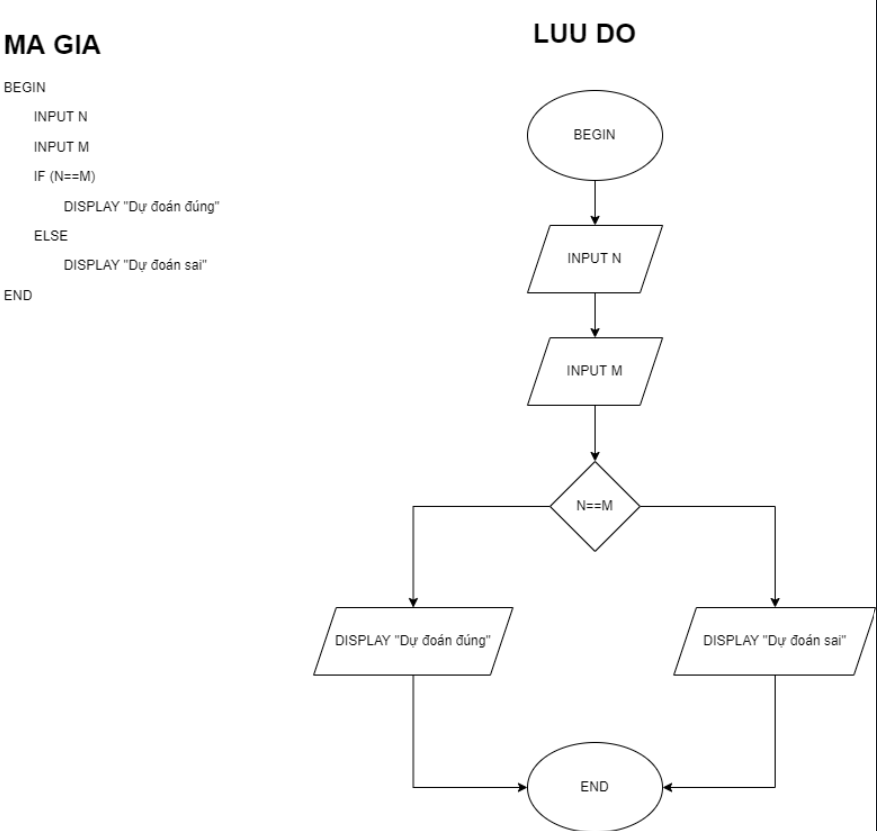 MA GIA
BEGIN
INPUT N
INPUT M
IF (N==M)
DISPLAY "Dự đoán đúng"
ELSE
DISPLAY "Dự đoán sai"
END
LUU DO
BEGIN
INPUT N
INPUT M
N==M
DISPLAY "Dự đoán đúng"
DISPLAY "Dự đoán sai"
END